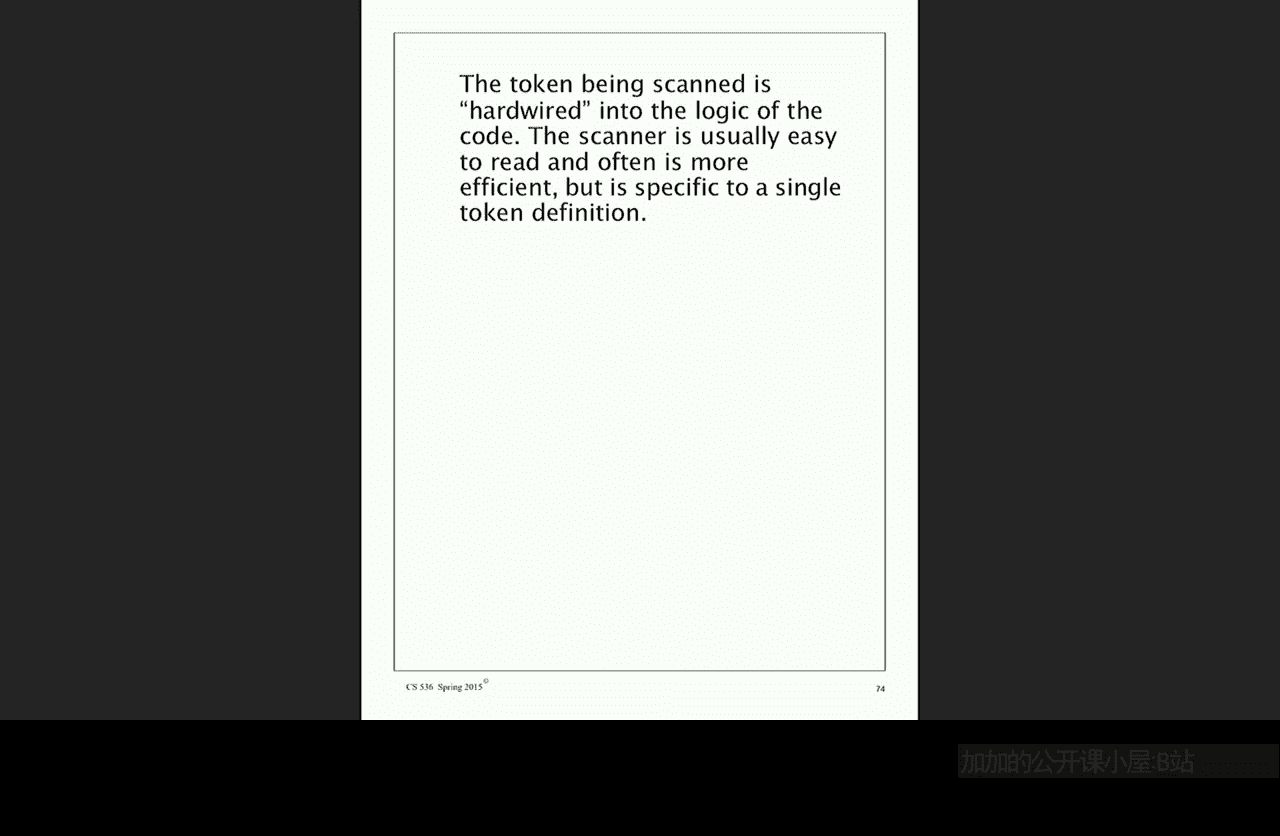 The token being scanned is
“hardwired” into the logic of the
code. The scanner is usually easy
to read and often is more
efficient, but is specific to a single
token definition.
CS 536 Spring 2015©
74
加加的公开课小屋:B站